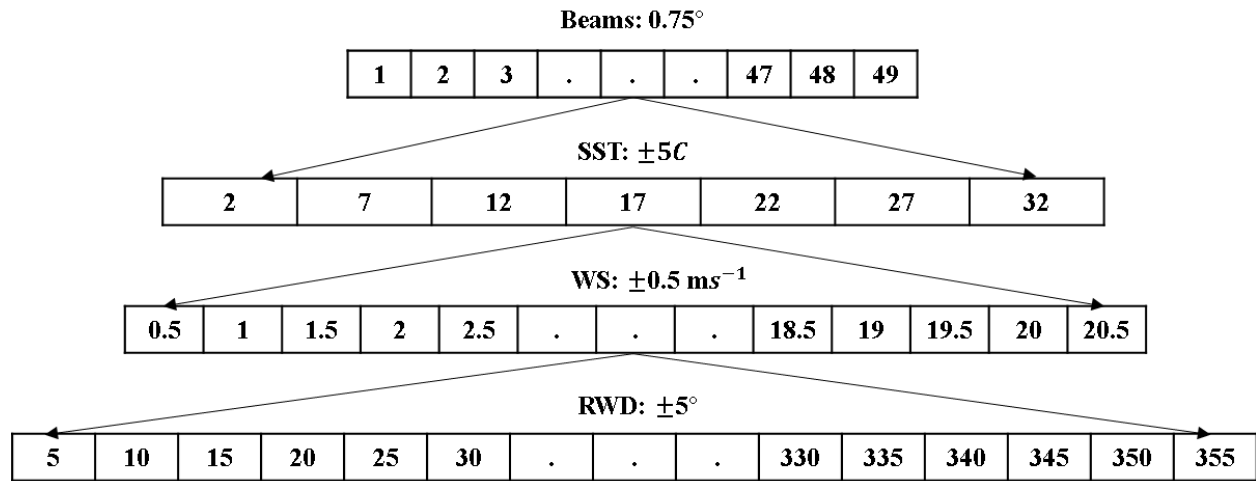 Beams: 0.75°
1 2 3 . . . 47 48 49
SST: ±5C
2 7 12 17 22 27 32
WS: ±0.5 ms⁻¹
0.5 1 1.5 2 2.5 . . . 18.5 19 19.5 20 20.5
RWD: ±5°
5 10 15 20 25 30 . . . 330 335 340 345 350 355